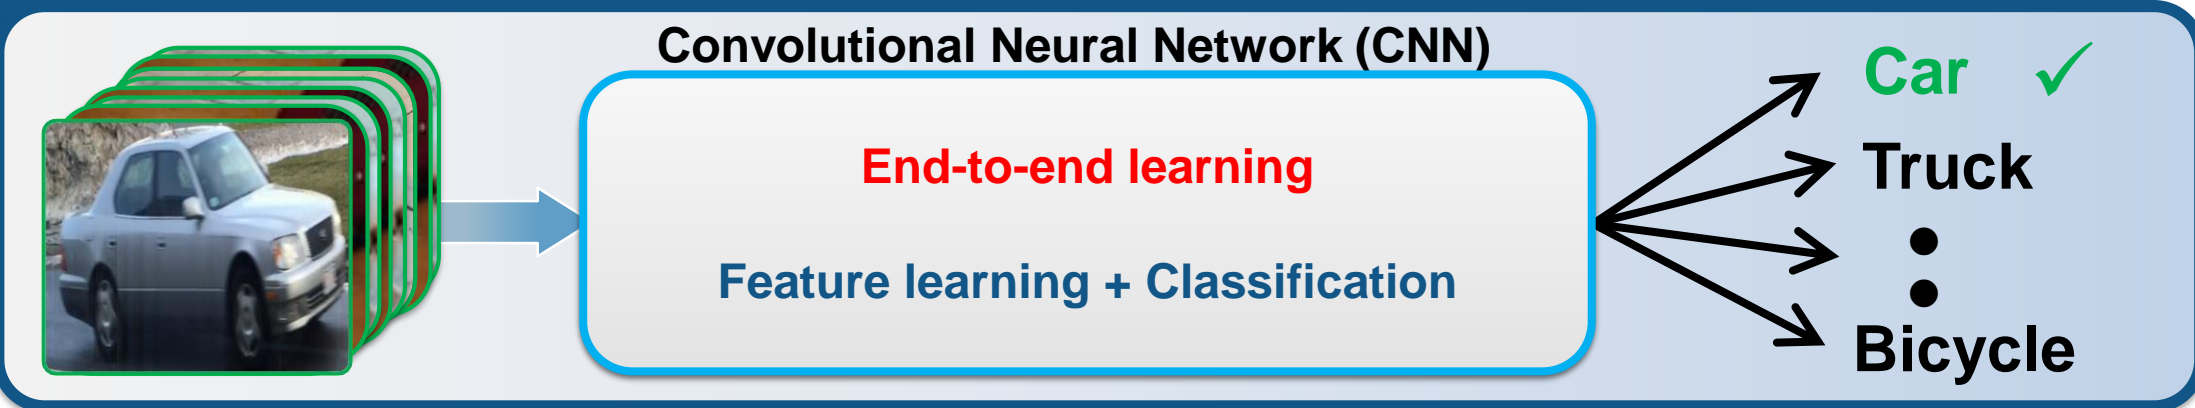 Convolutional Neural Network (CNN)
End-to-end learning
Feature learning + Classification
Car ✓
Truck
Bicycle